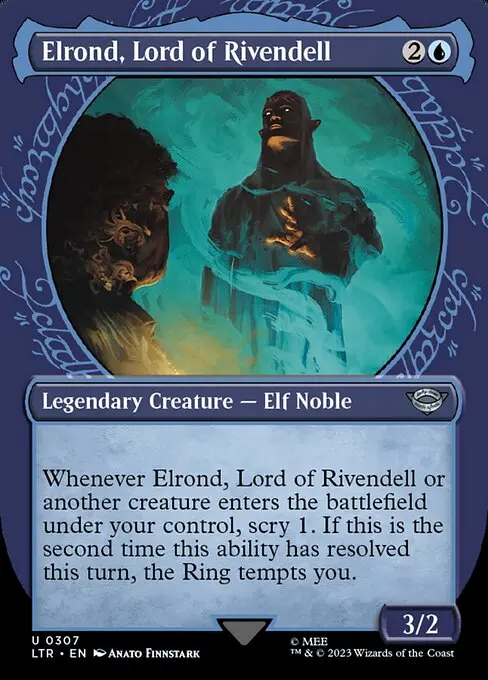 Elrond, Lord of Rivendell 2
Legendary Creature — Elf Noble
Whenever Elrond, Lord of Rivendell or
another creature enters the battlefield
under your control, scry 1. If this is the
second time this ability has resolved
this turn, the Ring tempts you.
3/2
U 0307
LTR • EN Anato Finnstark
© MEE
™ & © 2023 Wizards of the Coast